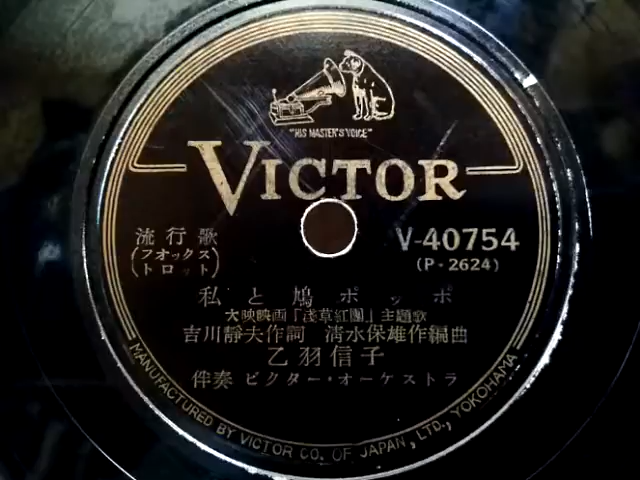 "HIS MASTER'S VOICE"
VICTOR
流行歌
(フオックストロット)
V-40754
(P・2624)
私と鳩ポッポ
大映映画「浅草紅團」主題歌
吉川靜夫作詞 清水保雄作編曲
乙羽信子
伴奏 ビクター・オーケストラ
MANUFACTURED BY VICTOR CO. OF JAPAN, LTD., YOKOHAMA